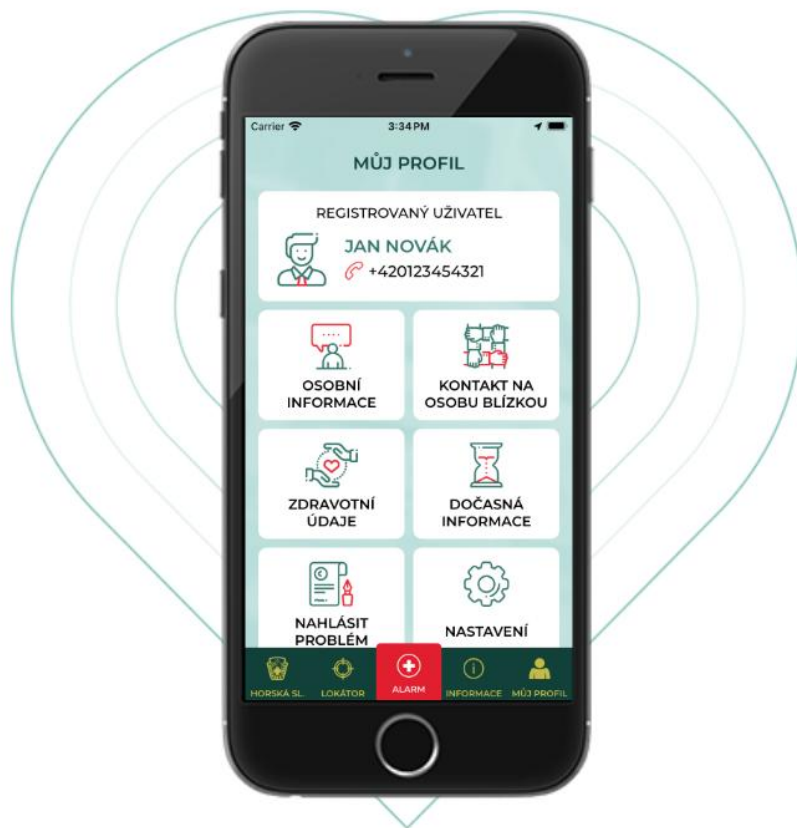 Carrier 3:34 PM
MŮJ PROFIL
REGISTROVANÝ UŽIVATEL
JAN NOVÁK
+420123454321
OSOBNÍ
INFORMACE
KONTAKT NA
OSOBU BLÍZKOU
ZDRAVOTNÍ
ÚDAJE
DOČASNÁ
INFORMACE
NAHLÁSIT
PROBLÉM
NASTAVENÍ
HORSKÁ SL. LOKÁTOR ALARM INFORMACE MŮJ PROFIL